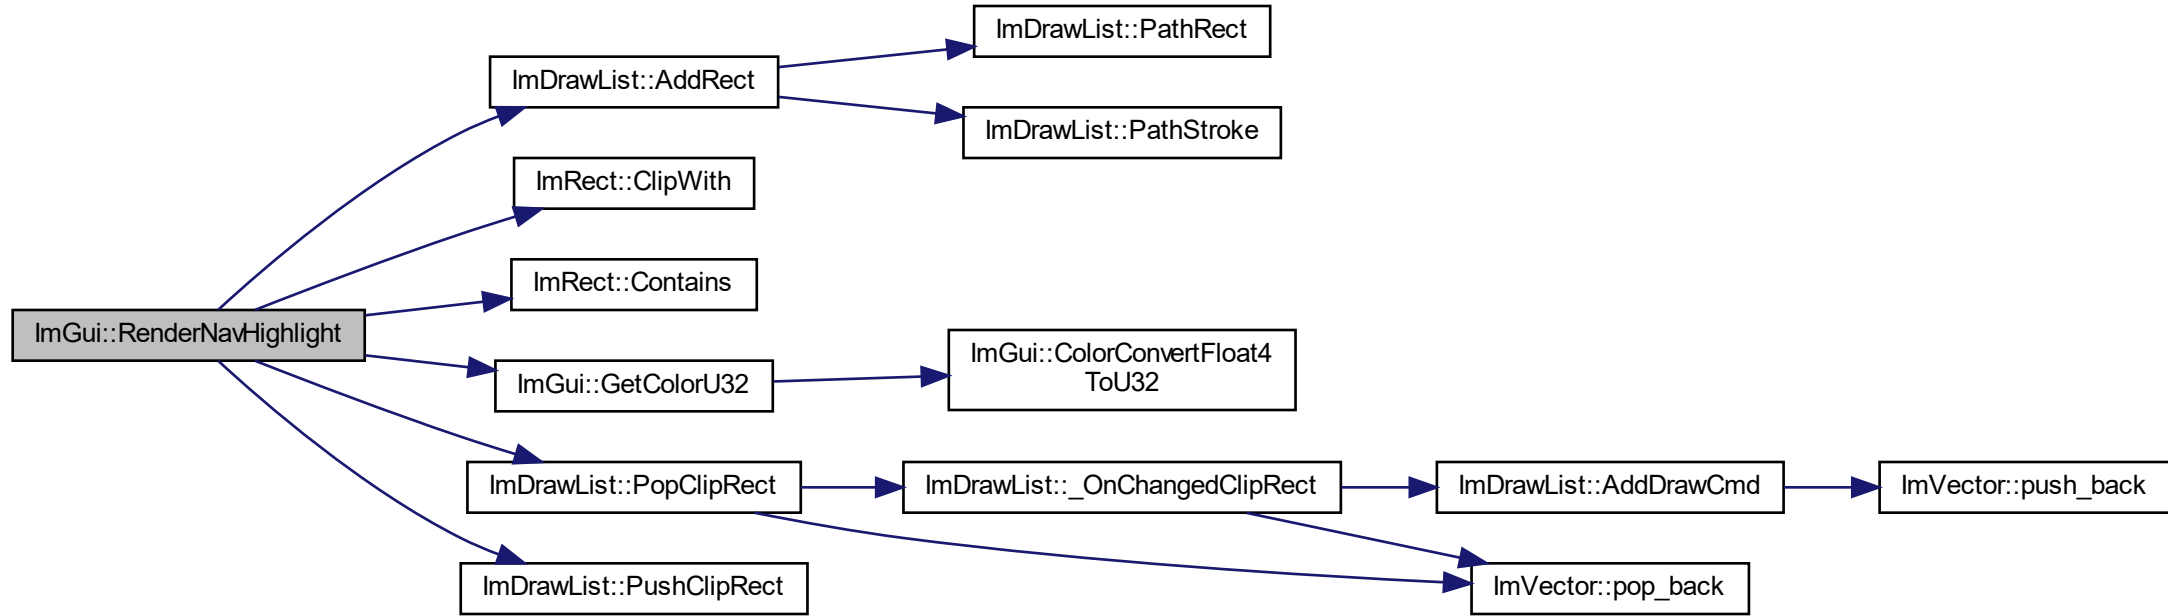 ImDrawList::PathRect
ImDrawList::AddRect
ImDrawList::PathStroke
ImRect::ClipWith
ImRect::Contains
ImGui::RenderNavHighlight
ImGui::ColorConvertFloat4
ToU32
ImGui::GetColorU32
ImDrawList::PopClipRect
ImDrawList::_OnChangedClipRect
ImDrawList::AddDrawCmd
ImVector::push_back
ImDrawList::PushClipRect
ImVector::pop_back